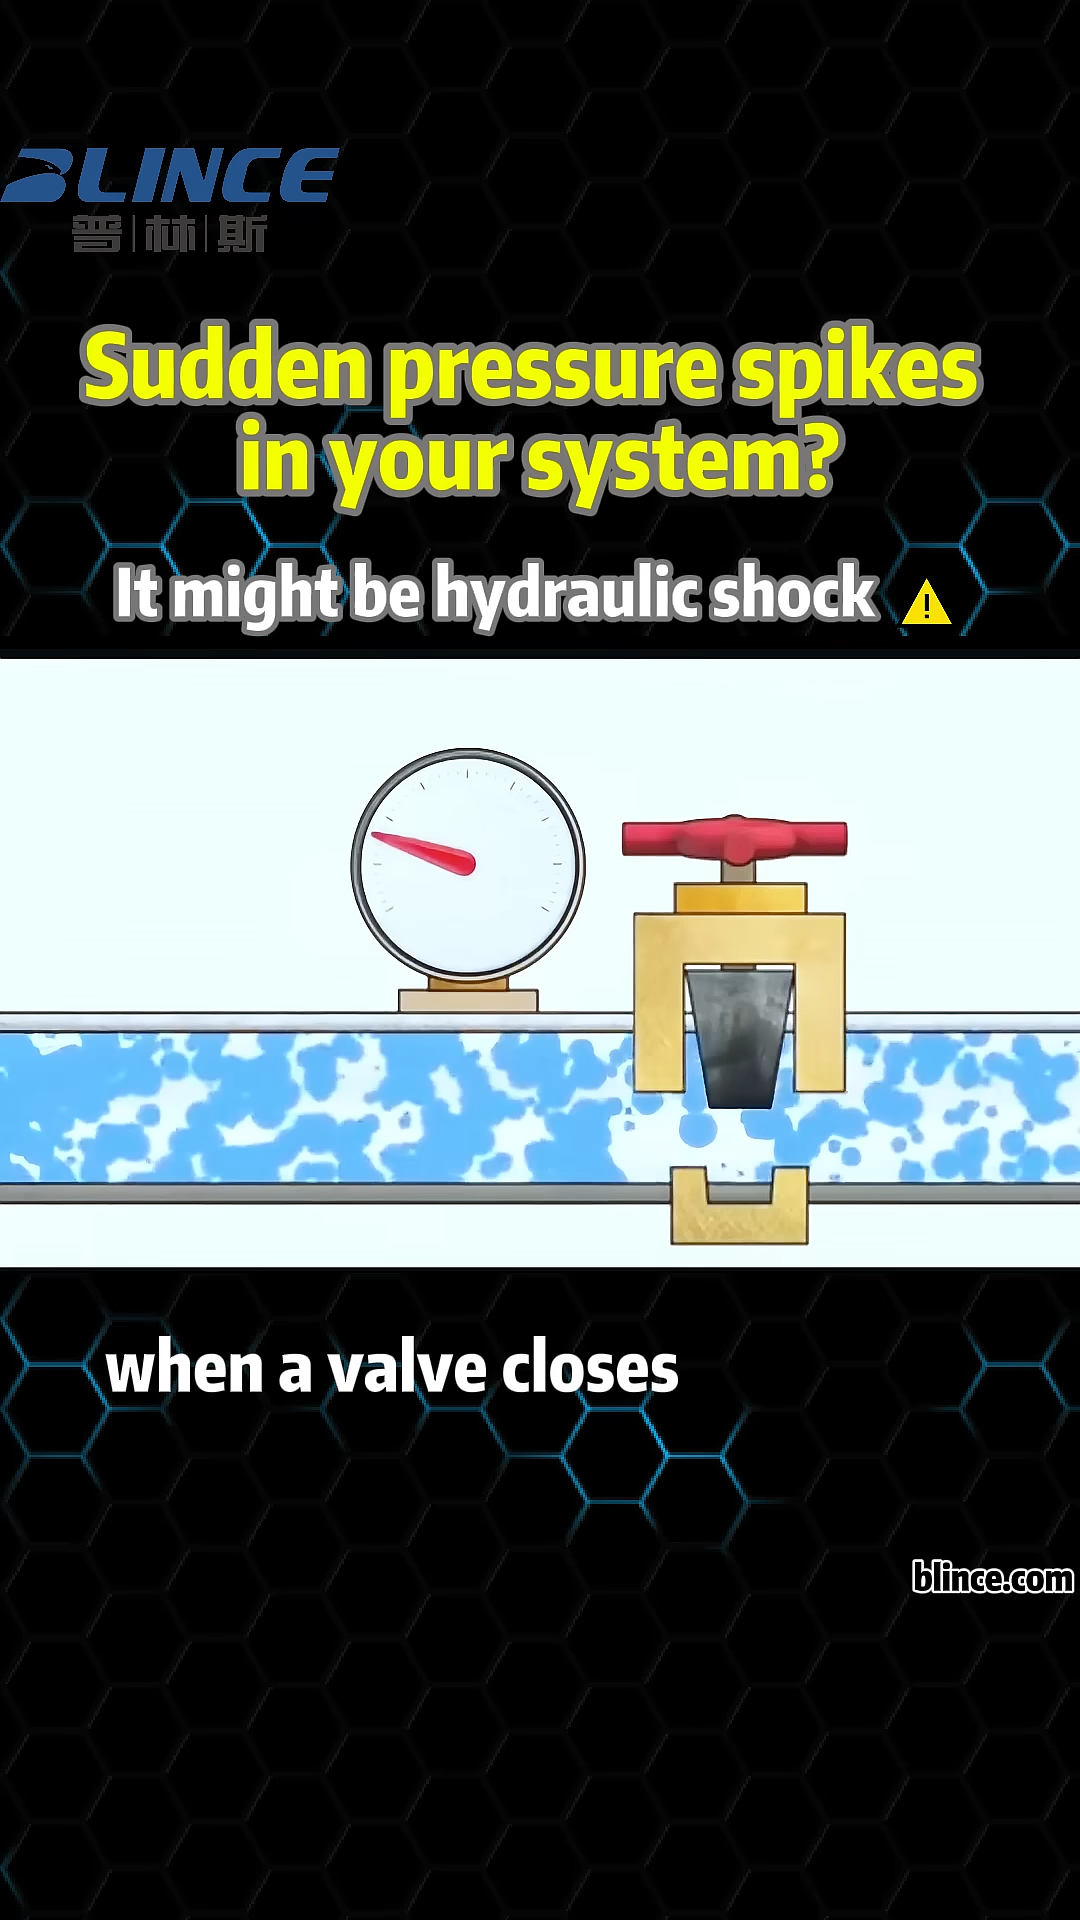 BLINCE
普|林|斯
Sudden pressure spikes
in your system?
It might be hydraulic shock ⚠️
when a valve closes
blince.com